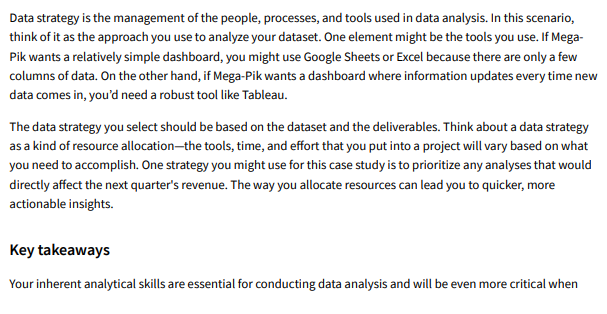 Data strategy is the management of the people, processes, and tools used in data analysis. In this scenario,
think of it as the approach you use to analyze your dataset. One element might be the tools you use. If Mega-
Pik wants a relatively simple dashboard, you might use Google Sheets or Excel because there are only a few
columns of data. On the other hand, if Mega-Pik wants a dashboard where information updates every time new
data comes in, you’d need a robust tool like Tableau.
The data strategy you select should be based on the dataset and the deliverables. Think about a data strategy
as a kind of resource allocation—the tools, time, and effort that you put into a project will vary based on what
you need to accomplish. One strategy you might use for this case study is to prioritize any analyses that would
directly affect the next quarter's revenue. The way you allocate resources can lead you to quicker, more
actionable insights.
Key takeaways
Your inherent analytical skills are essential for conducting data analysis and will be even more critical when